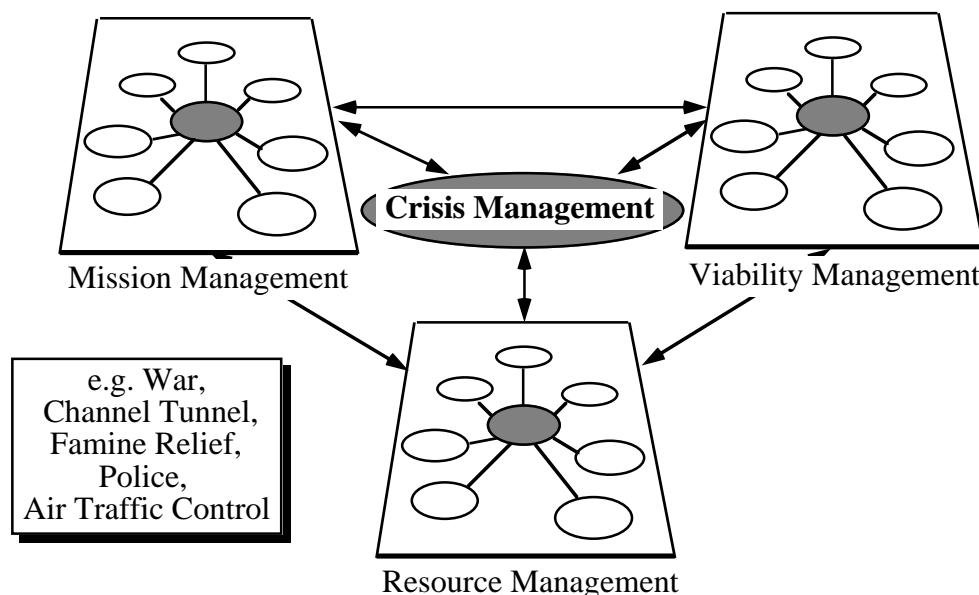 Crisis Management
Mission Management
Viability Management
e.g. War,
Channel Tunnel,
Famine Relief,
Police,
Air Traffic Control
Resource Management